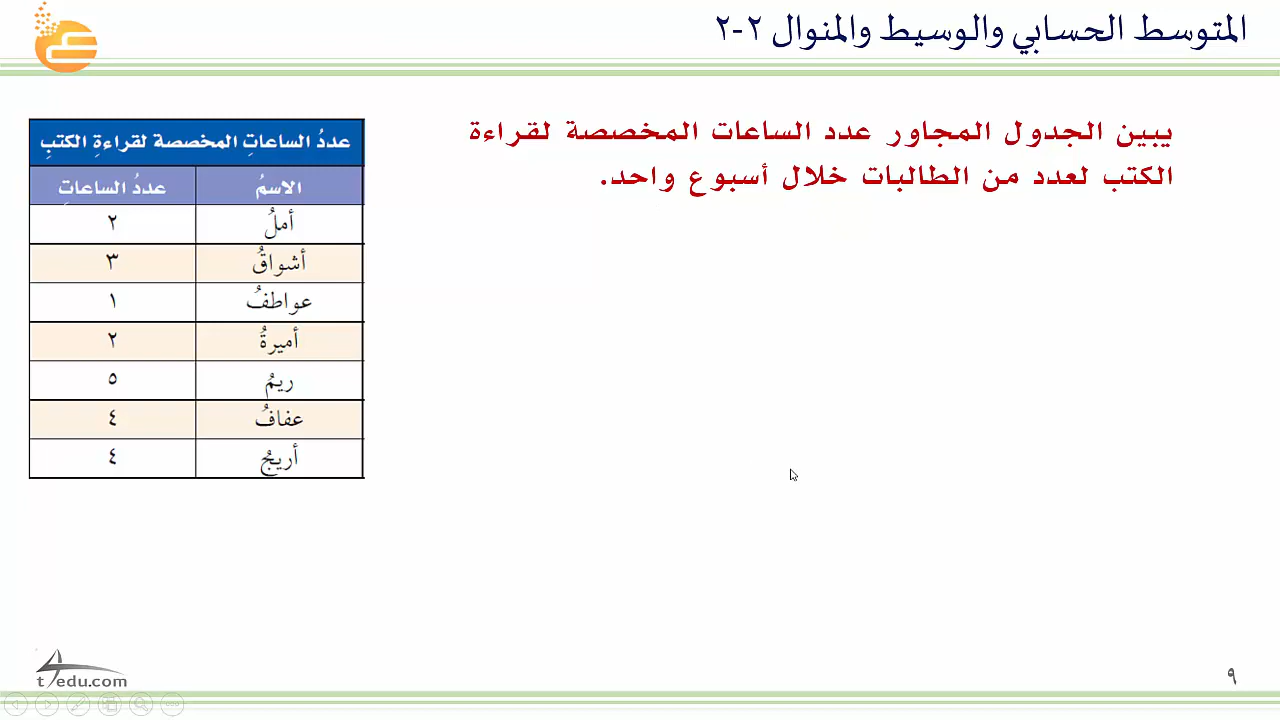 المتوسط الحسابي والوسيط والمنوال ٢-٢
يبين الجدول المجاور عدد الساعات المخصصة لقراءة
الكتب لعدد من الطالبات خلال أسبوع واحد.
عددُ الساعاتِ المخصصة لقراءةِ الكتبِ
الاسمُ عددُ الساعاتِ
أملُ ٢
أشواقُ ٣
عواطفُ ١
أميرةُ ٢
ريمُ ٥
عفافُ ٤
أريجُ ٤
t4edu.com
٩